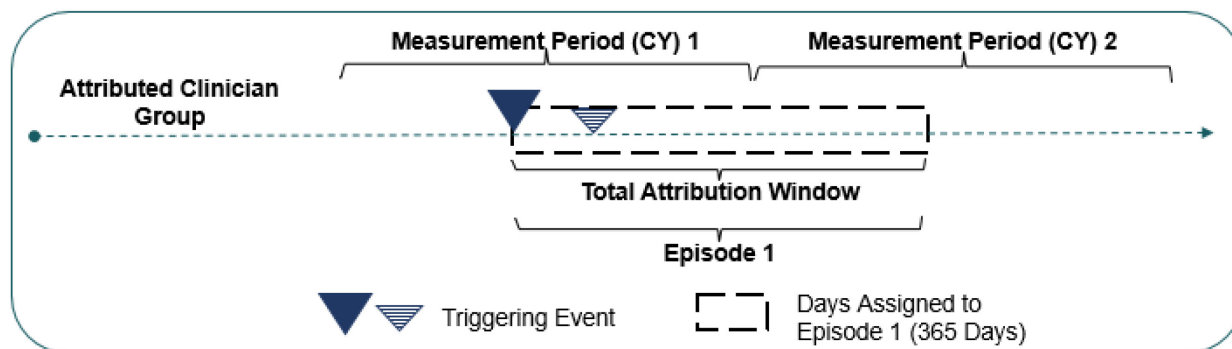 Measurement Period (CY) 1
Measurement Period (CY) 2
Attributed Clinician
Group
Total Attribution Window
Episode 1
Triggering Event
Days Assigned to
Episode 1 (365 Days)